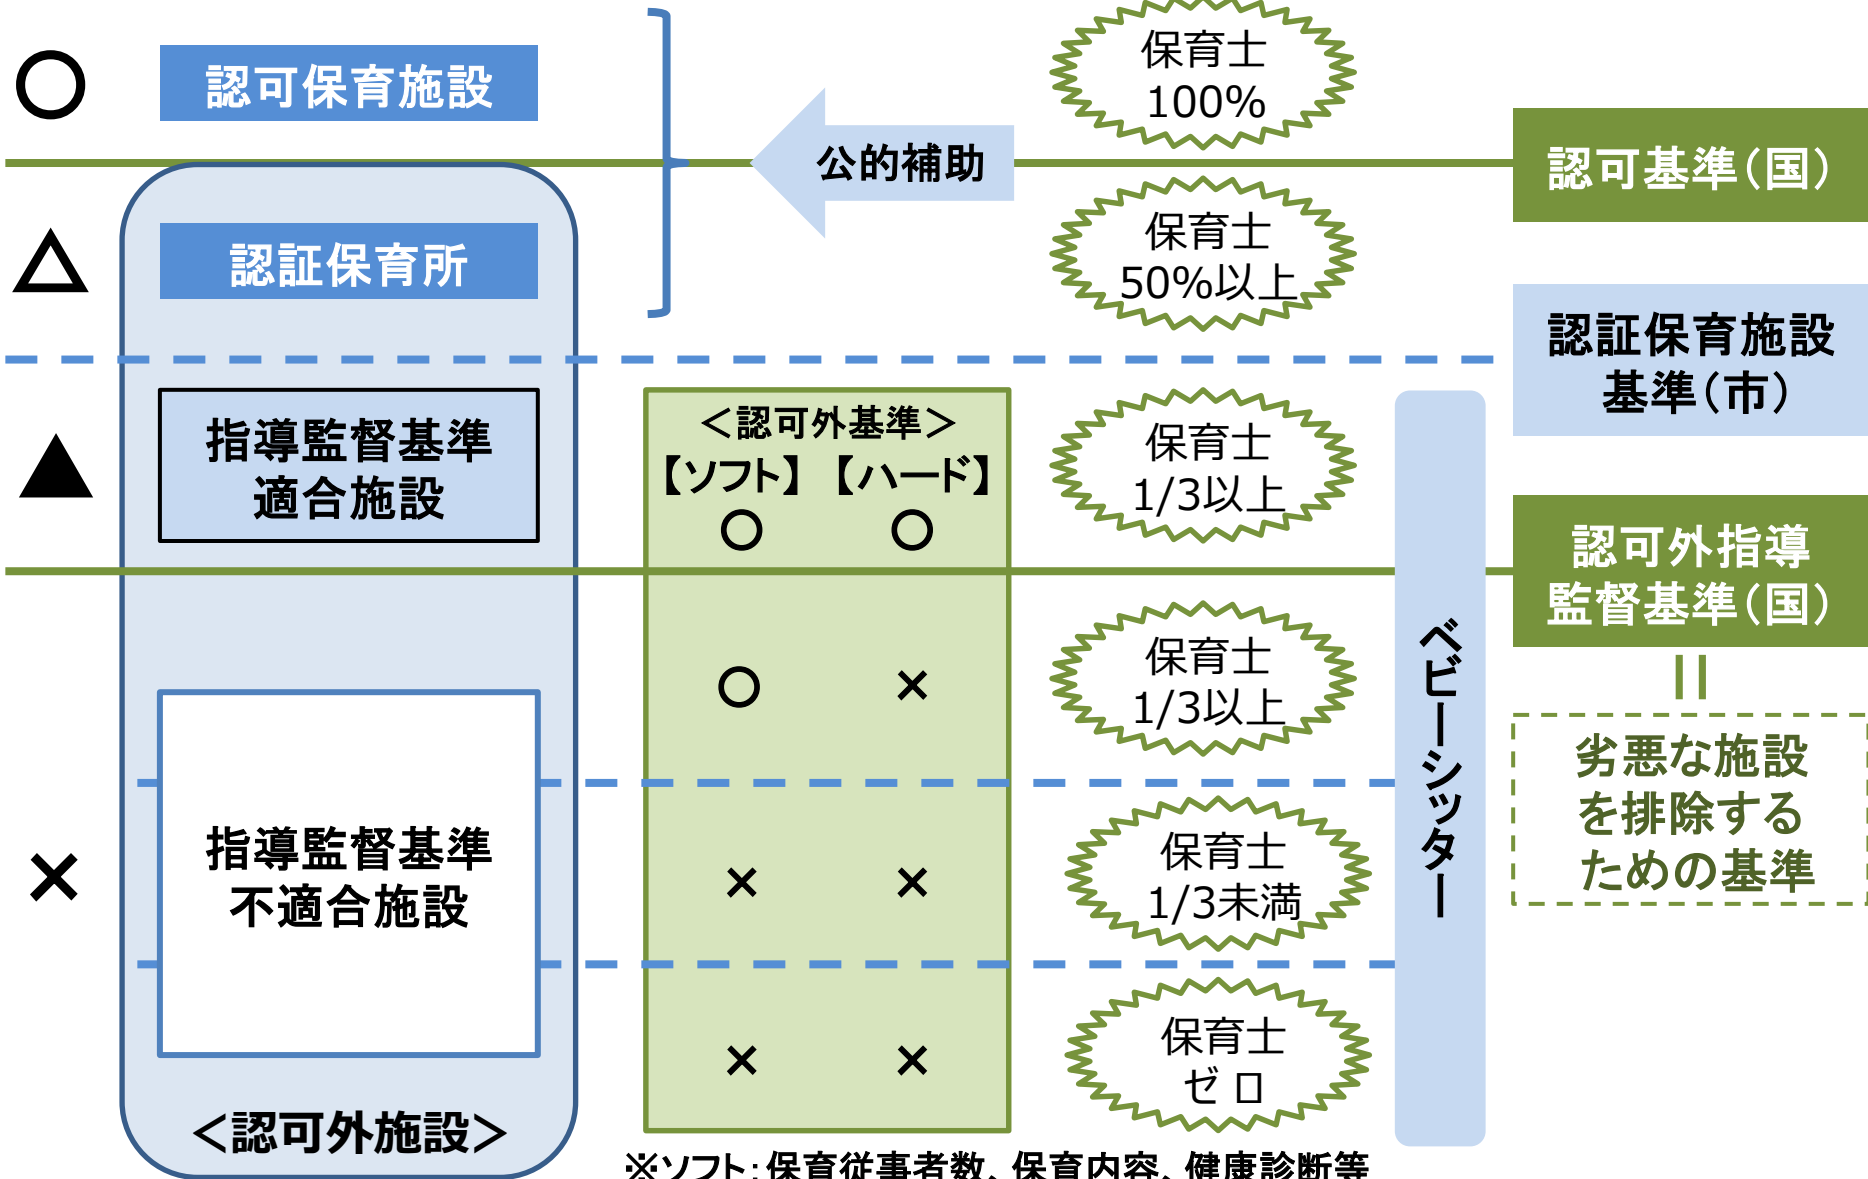 ○
認可保育施設
保育士
100%
公的補助
認可基準（国）
△
認証保育所
保育士
50%以上
認証保育施設
基準（市）
▲
指導監督基準
適合施設
＜認可外基準＞
【ソフト】 【ハード】
○ ○
保育士
1/3以上
認可外指導
監督基準（国）
○ ×
保育士
1/3以上
ベビーシッター
||
劣悪な施設
を排除する
ための基準
×
指導監督基準
不適合施設
× ×
保育士
1/3未満
× ×
保育士
ゼロ
＜認可外施設＞
※ソフト：保育従事者数、保育内容、健康診断等